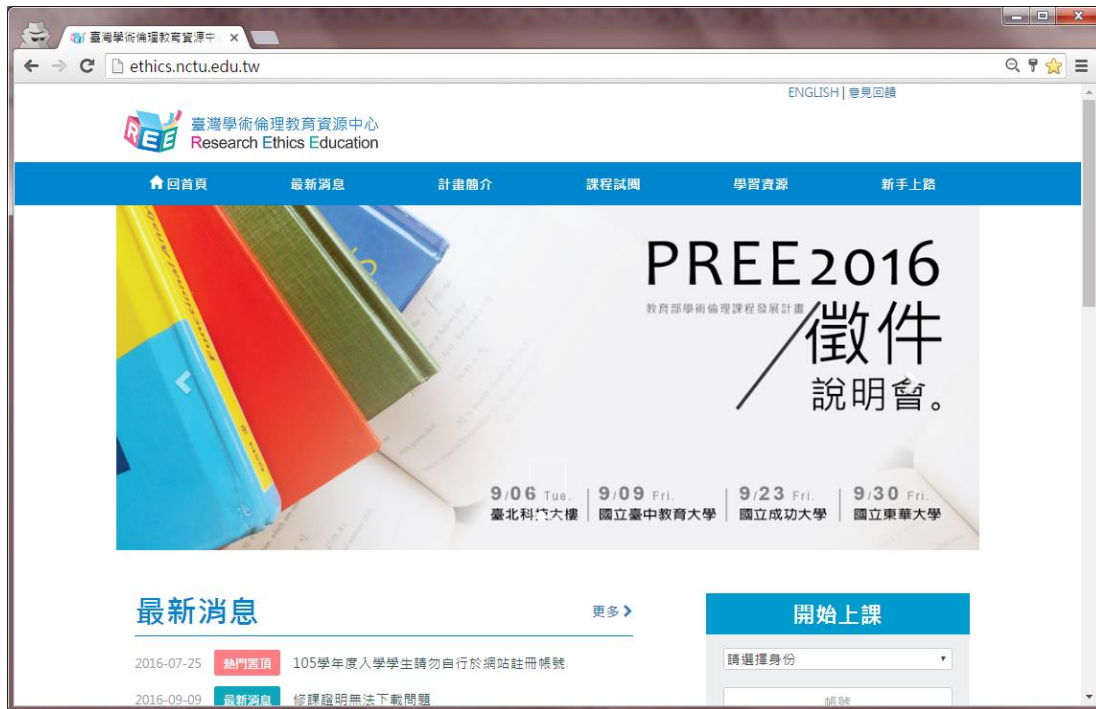 臺灣學術倫理教育資源中
ethics.nctu.edu.tw
ENGLISH | 意見回饋
臺灣學術倫理教育資源中心
REE Research Ethics Education
回首頁 最新消息 計畫簡介 課程試閱 學習資源 新手上路
PREE2016
教育部學術倫理課程發展計畫
徵件
說明會。
9/06 Tue. 9/09 Fri. 9/23 Fri. 9/30 Fri.
臺北科技大樓 國立臺中教育大學 國立成功大學 國立東華大學
最新消息 更多
開始上課
2016-07-25 熱門置頂 105學年度入學學生請勿自行於網站註冊帳號
請選擇身份
2016-09-09 最新消息 修課證明無法下載問題
帳號